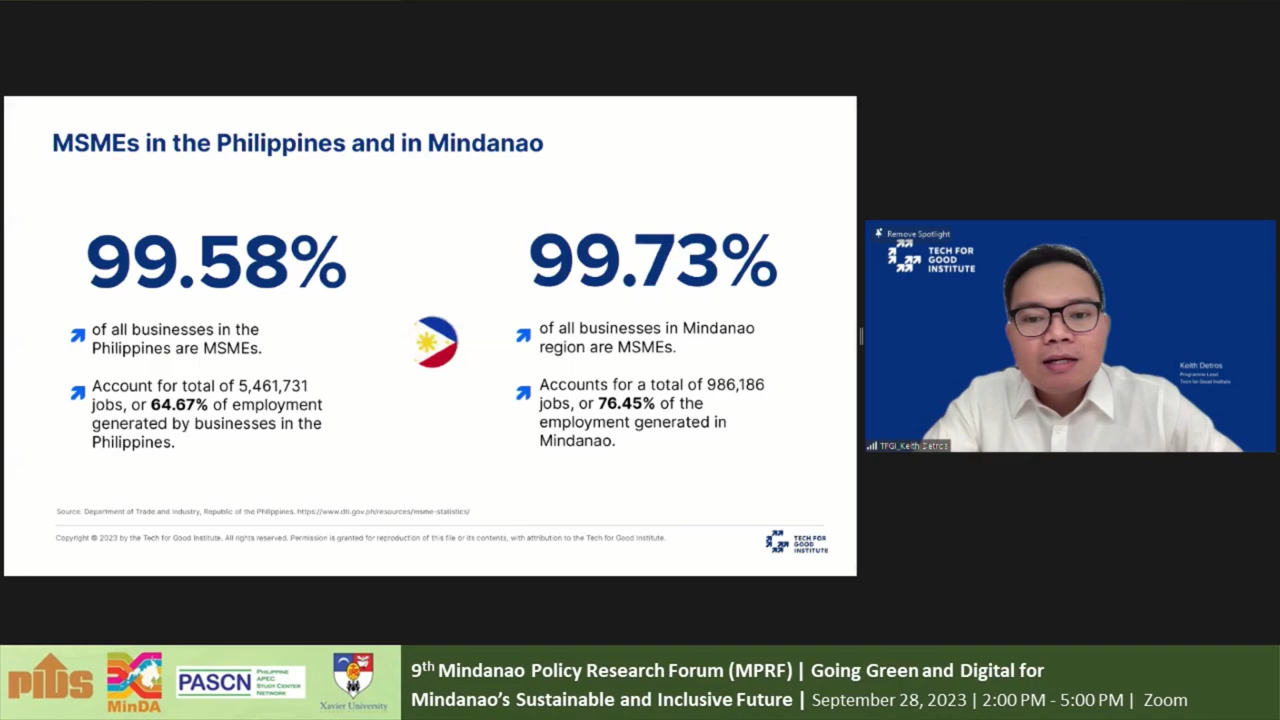 MSMEs in the Philippines and in Mindanao
99.58%
of all businesses in the
Philippines are MSMEs.
Account for total of 5,461,731
jobs, or 64.67% of employment
generated by businesses in the
Philippines.
99.73%
of all businesses in Mindanao
region are MSMEs.
Accounts for a total of 986,186
jobs, or 76.45% of the
employment generated in
Mindanao.
Source. Department of Trade and Industry, Republic of the Philippines. https://www.dti.gov.ph/resources/msme-statistics/
Copyright © 2023 by the Tech for Good Institute. All rights reserved. Permission is granted for reproduction of this file or its contents, with attribution to the Tech for Good Institute.
TECH FOR
GOOD
INSTITUTE
Remove Spotlight
TECH FOR
GOOD
INSTITUTE
Keith Detros
Programme Lead
Tech for Good Institute
TFGI_Keith Detros
PIDS
MinDA
PASCN
PHILIPPINE
APEC
STUDY CENTER
NETWORK
Xavier University
9th Mindanao Policy Research Forum (MPRF) | Going Green and Digital for
Mindanao's Sustainable and Inclusive Future | September 28, 2023 | 2:00 PM - 5:00 PM | Zoom